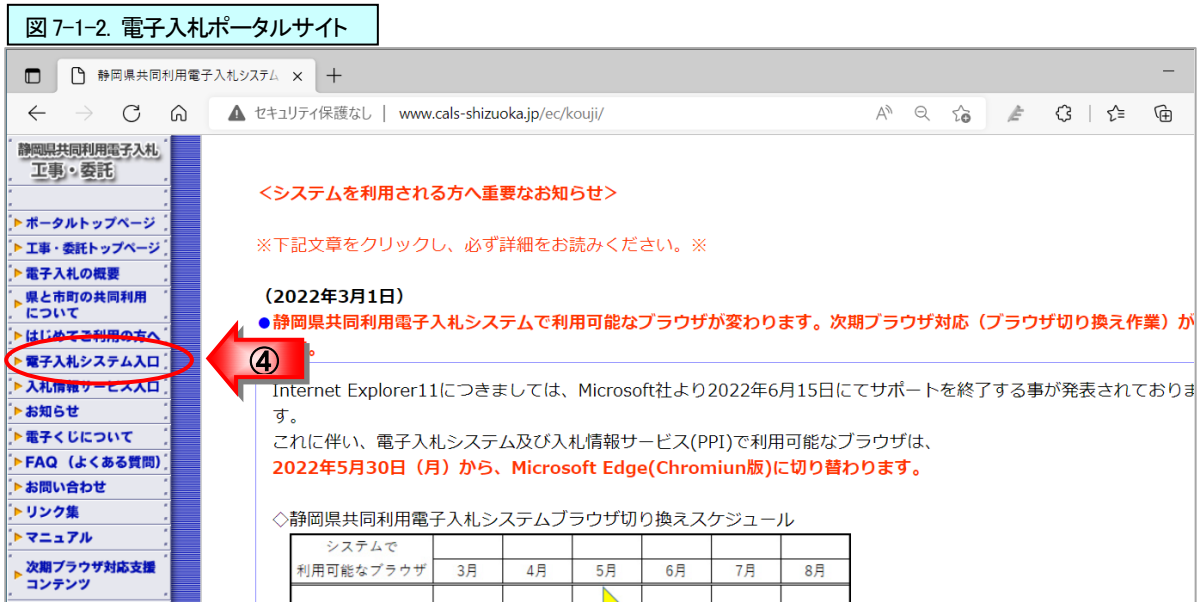 図 7-1-2. 電子入札ポータルサイト
静岡県共同利用電子入札システム
セキュリティ保護なし | www.cals-shizuoka.jp/ec/kouji/
静岡県共同利用電子入札
工事・委託
ポータルトップページ
工事・委託トップページ
電子入札の概要
県と市町の共同利用
について
はじめてご利用の方へ
電子入札システム入口
入札情報サービス入口
お知らせ
電子くじについて
FAQ（よくある質問）
お問い合わせ
リンク集
マニュアル
次期ブラウザ対応支援
コンテンツ
④
＜システムを利用される方へ重要なお知らせ＞
※下記文章をクリックし、必ず詳細をお読みください。※
（2022年3月1日）
●静岡県共同利用電子入札システムで利用可能なブラウザが変わります。次期ブラウザ対応（ブラウザ切り換え作業）が
。
Internet Explorer11につきましては、Microsoft社より2022年6月15日にてサポートを終了する事が発表されておりま
す。
これに伴い、電子入札システム及び入札情報サービス(PPI)で利用可能なブラウザは、
2022年5月30日（月）から、Microsoft Edge(Chromiun版)に切り替わります。
◇静岡県共同利用電子入札システムブラウザ切り換えスケジュール
システムで
利用可能なブラウザ 3月 4月 5月 6月 7月 8月